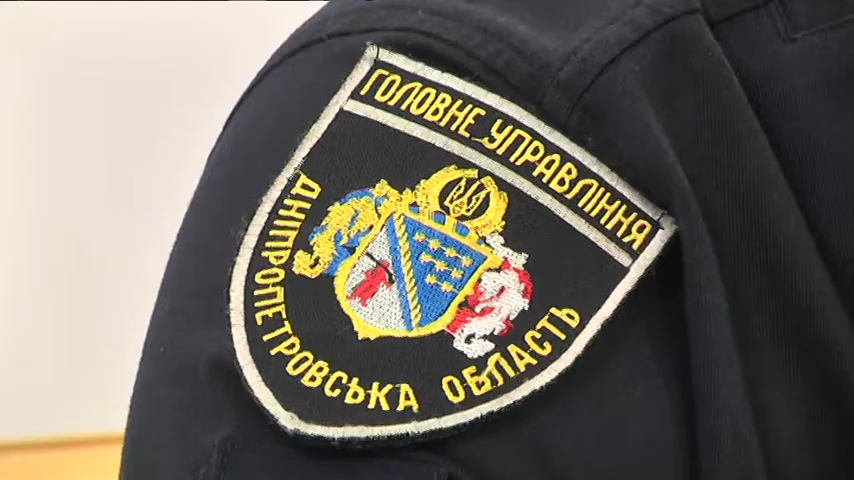 ГОЛОВНЕ УПРАВЛІННЯ
ДНІПРОПЕТРОВСЬКА ОБЛАСТЬ